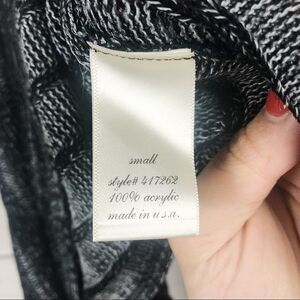 small
style# 417262
100% acrylic
made in u.s.a.